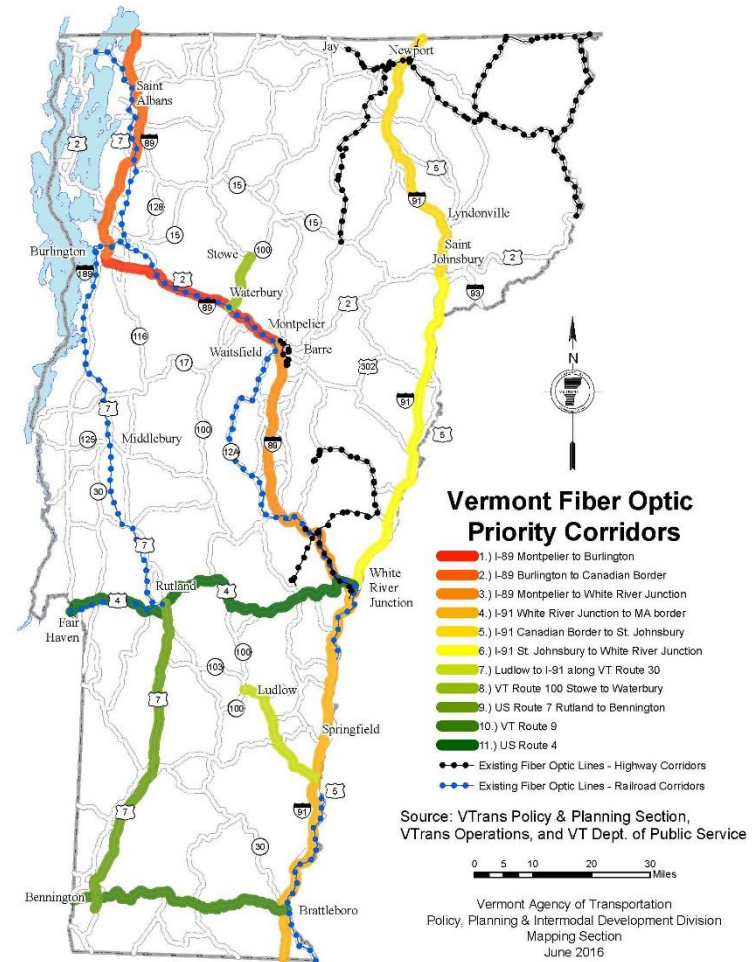 Jay
Newport
Saint
Albans
2
7
89
5
15
128
15
15
91
Lyndonville
Burlington
Stowe
100
Saint
Johnsbury
2
189
2
89
Waterbury
93
Montpelier
2
116
Waitsfield
Barre
17
302
N
7
100
89
91
5
125
Middlebury
12A
30
7
Vermont Fiber Optic
Priority Corridors
1.) I-89 Montpelier to Burlington
2.) I-89 Burlington to Canadian Border
3.) I-89 Montpelier to White River Junction
4.) I-91 White River Junction to MA border
5.) I-91 Canadian Border to St. Johnsbury
6.) I-91 St. Johnsbury to White River Junction
7.) Ludlow to I-91 along VT Route 30
8.) VT Route 100 Stowe to Waterbury
9.) US Route 7 Rutland to Bennington
10.) VT Route 9
11.) US Route 4
Existing Fiber Optic Lines - Highway Corridors
Existing Fiber Optic Lines - Railroad Corridors
Rutland
White
River
Junction
4
4
Fair
Haven
100
103
7
Ludlow
100
Springfield
5
91
7
30
Bennington
Brattleboro
Source: VTrans Policy & Planning Section,
VTrans Operations, and VT Dept. of Public Service
0 5 10 20 30
Miles
Vermont Agency of Transportation
Policy, Planning & Intermodal Development Division
Mapping Section
June 2016